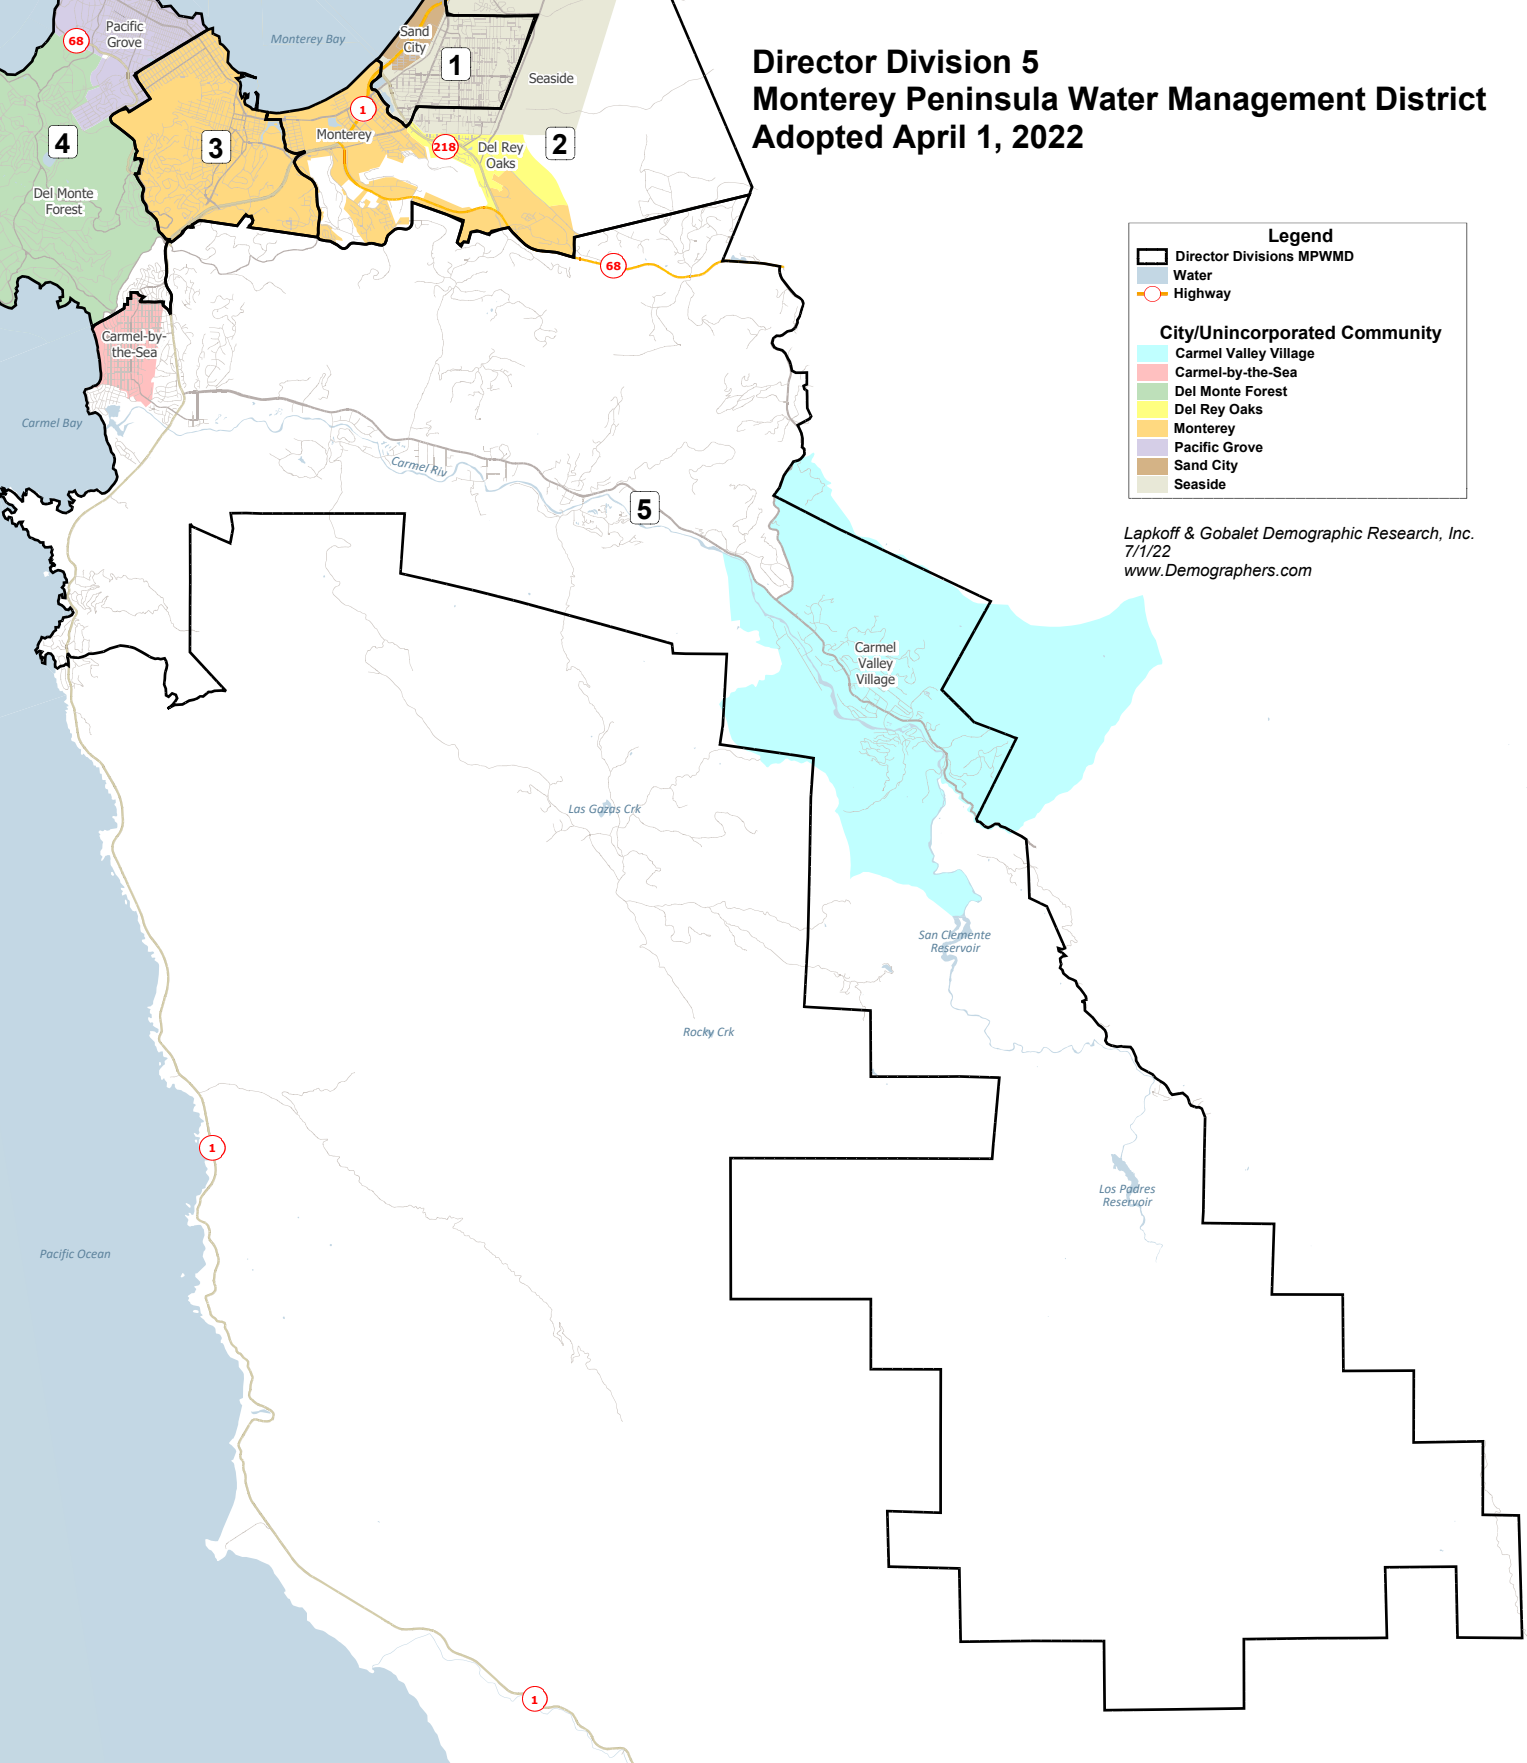 Director Division 5
Monterey Peninsula Water Management District
Adopted April 1, 2022
Legend
Director Divisions MPWMD
Water
Highway
City/Unincorporated Community
Carmel Valley Village
Carmel-by-the-Sea
Del Monte Forest
Del Rey Oaks
Monterey
Pacific Grove
Sand City
Seaside
Lapkoff & Gobalet Demographic Research, Inc.
7/1/22
www.Demographers.com
Pacific
Grove
68
Monterey Bay
Sand
City
1
Seaside
1
Monterey
218
Del Rey
Oaks
2
4
3
Del Monte
Forest
68
Carmel-by-
the-Sea
Carmel Bay
Carmel Riv
5
Carmel
Valley
Village
Las Gazas Crk
San Clemente
Reservoir
Rocky Crk
1
Los Padres
Reservoir
Pacific Ocean
1